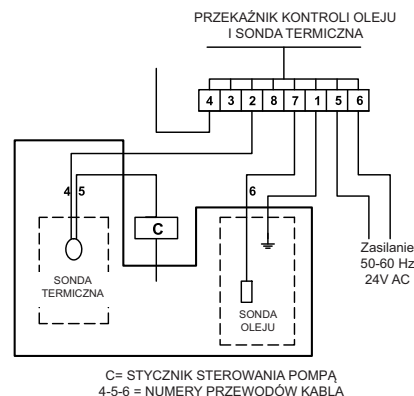 PRZEKAŹNIK KONTROLI OLEJU
I SONDA TERMICZNA
4 3 2 8 7 1 5 6
4 5
6
C
Zasilanie
50-60 Hz
24V AC
SONDA
TERMICZNA
SONDA
OLEJU
C= STYCZNIK STEROWANIA POMPĄ
4-5-6 = NUMERY PRZEWODÓW KABLA